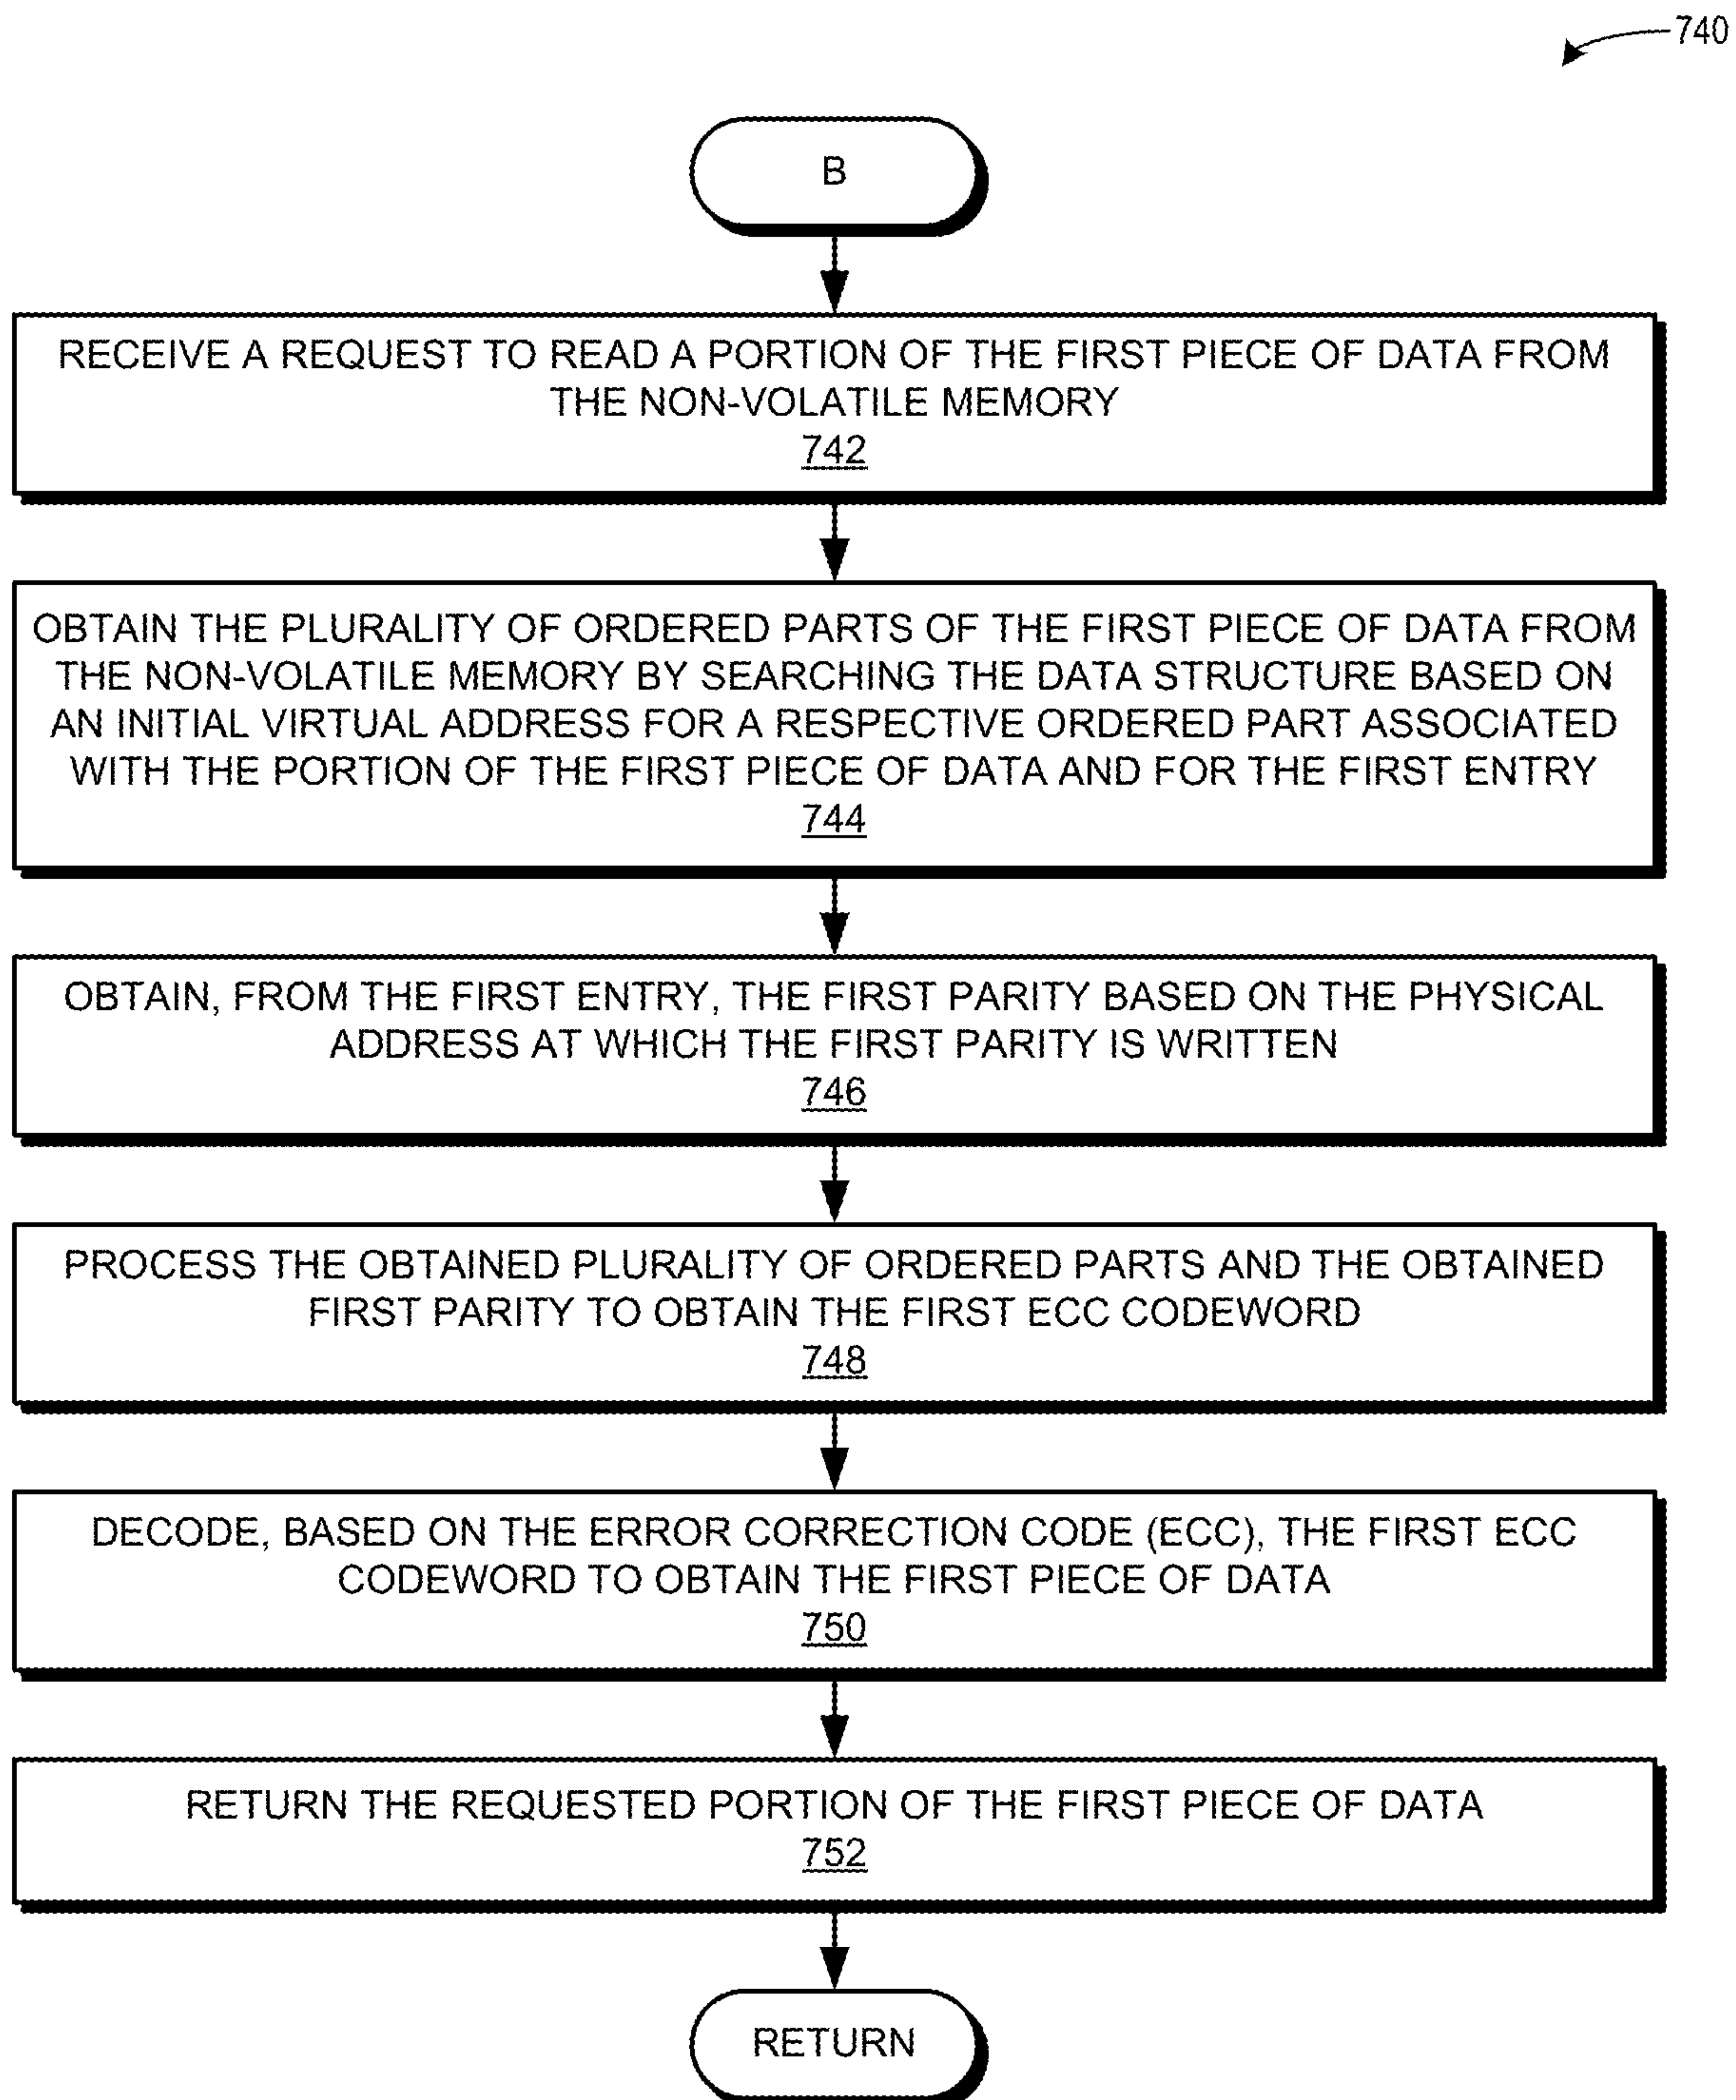 740
B
RECEIVE A REQUEST TO READ A PORTION OF THE FIRST PIECE OF DATA FROM
THE NON-VOLATILE MEMORY
742
OBTAIN THE PLURALITY OF ORDERED PARTS OF THE FIRST PIECE OF DATA FROM
THE NON-VOLATILE MEMORY BY SEARCHING THE DATA STRUCTURE BASED ON
AN INITIAL VIRTUAL ADDRESS FOR A RESPECTIVE ORDERED PART ASSOCIATED
WITH THE PORTION OF THE FIRST PIECE OF DATA AND FOR THE FIRST ENTRY
744
OBTAIN, FROM THE FIRST ENTRY, THE FIRST PARITY BASED ON THE PHYSICAL
ADDRESS AT WHICH THE FIRST PARITY IS WRITTEN
746
PROCESS THE OBTAINED PLURALITY OF ORDERED PARTS AND THE OBTAINED
FIRST PARITY TO OBTAIN THE FIRST ECC CODEWORD
748
DECODE, BASED ON THE ERROR CORRECTION CODE (ECC), THE FIRST ECC
CODEWORD TO OBTAIN THE FIRST PIECE OF DATA
750
RETURN THE REQUESTED PORTION OF THE FIRST PIECE OF DATA
752
RETURN